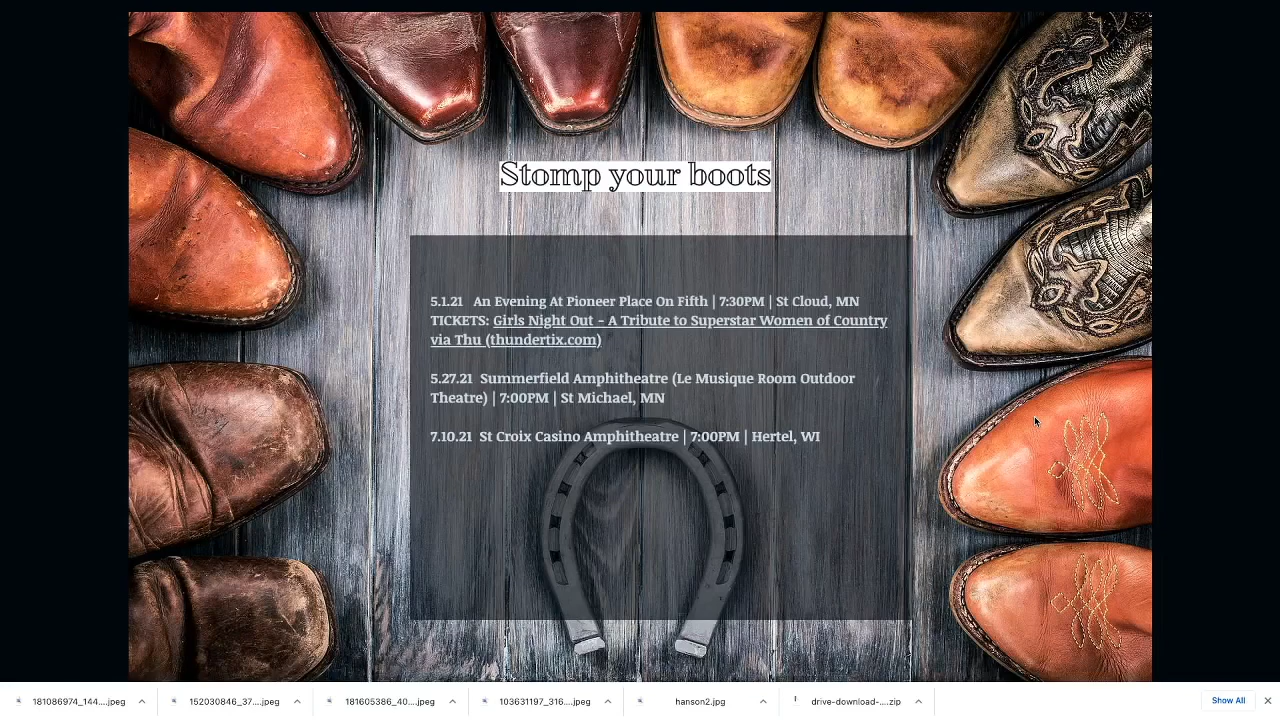 Stomp your boots
5.1.21 An Evening At Pioneer Place On Fifth | 7:30PM | St Cloud, MN
TICKETS: Girls Night Out - A Tribute to Superstar Women of Country
via Thu (thundertix.com)
5.27.21 Summerfield Amphitheatre (Le Musique Room Outdoor
Theatre) | 7:00PM | St Michael, MN
7.10.21 St Croix Casino Amphitheatre | 7:00PM | Hertel, WI
181086974_144....jpeg
152030846_37....jpeg
181605386_40....jpeg
103631197_316....jpeg
hanson2.jpg
drive-download-....zip
Show All